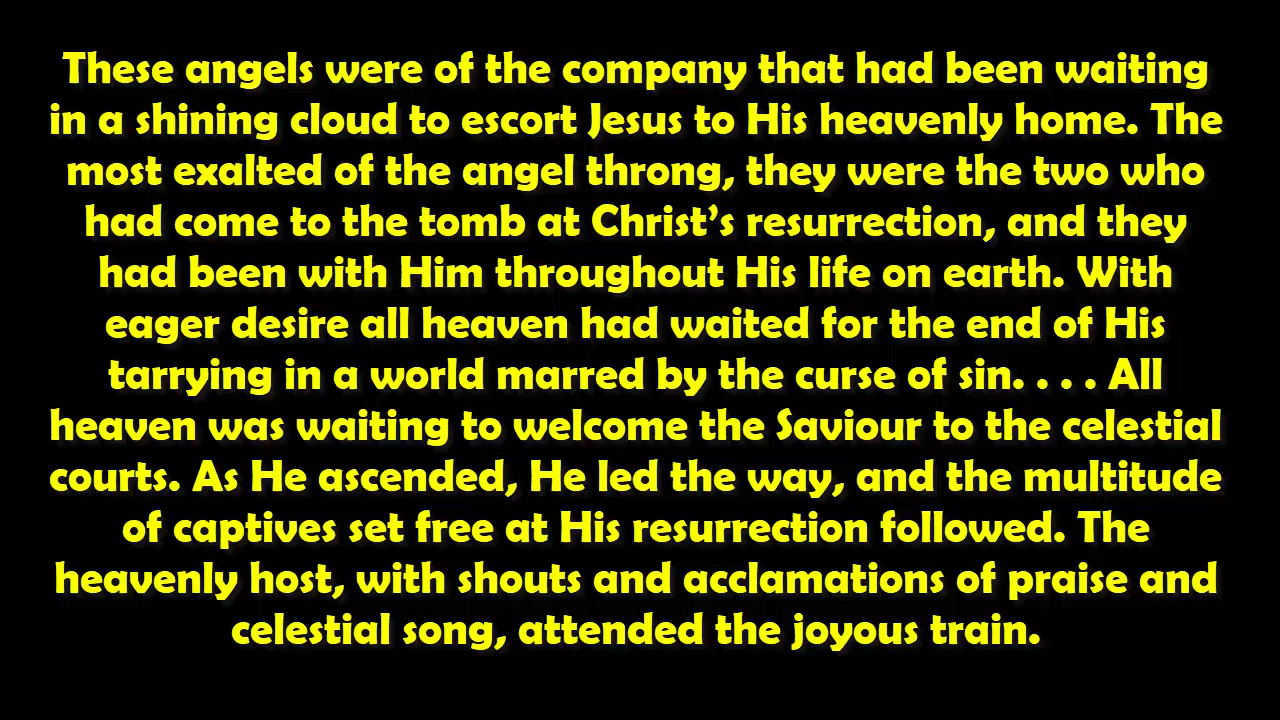 These angels were of the company that had been waiting
in a shining cloud to escort Jesus to His heavenly home. The
most exalted of the angel throng, they were the two who
had come to the tomb at Christ’s resurrection, and they
had been with Him throughout His life on earth. With
eager desire all heaven had waited for the end of His
tarrying in a world marred by the curse of sin. . . . All
heaven was waiting to welcome the Saviour to the celestial
courts. As He ascended, He led the way, and the multitude
of captives set free at His resurrection followed. The
heavenly host, with shouts and acclamations of praise and
celestial song, attended the joyous train.